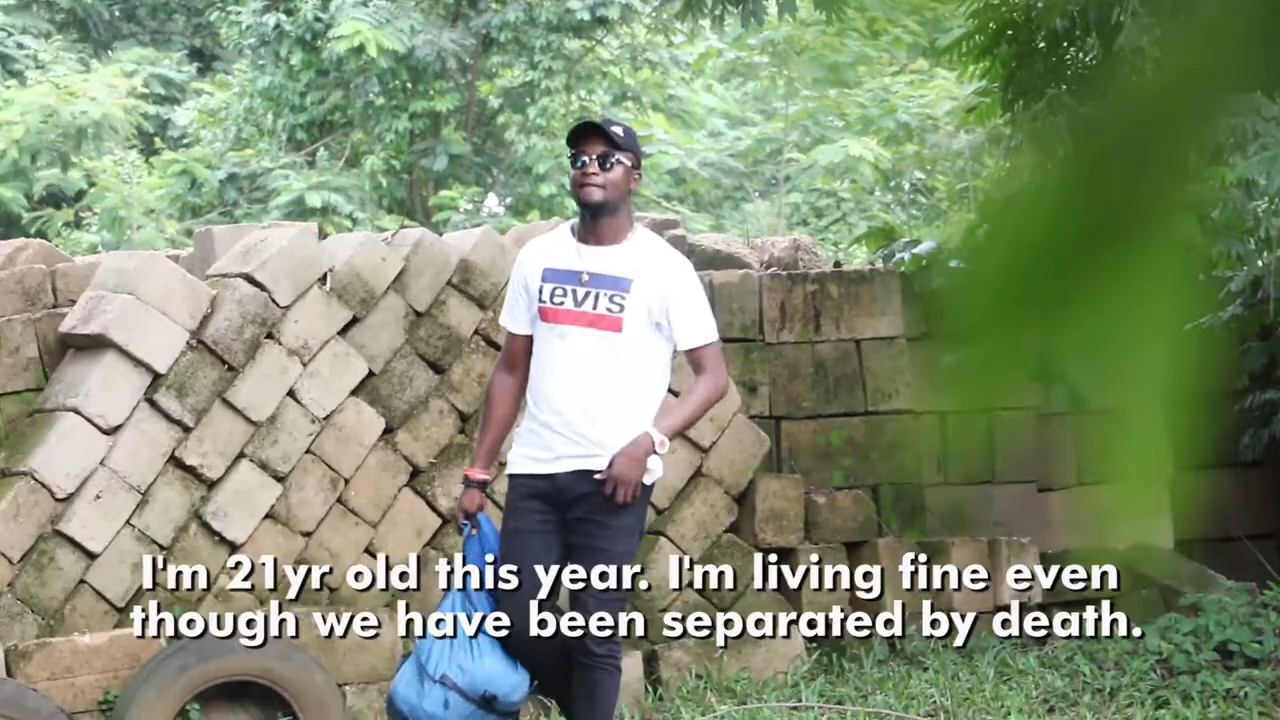 LEVI'S
I'm 21yr old this year. I'm living fine even
though we have been separated by death.